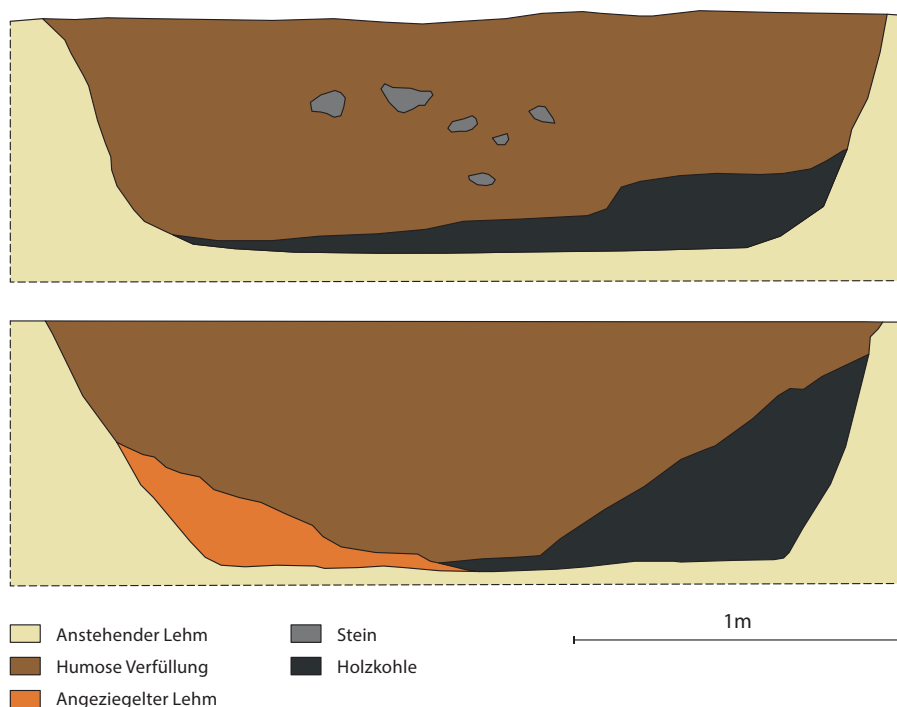 1m
Anstehender Lehm
Humose Verfüllung
Angeziegelter Lehm
Stein
Holzkohle